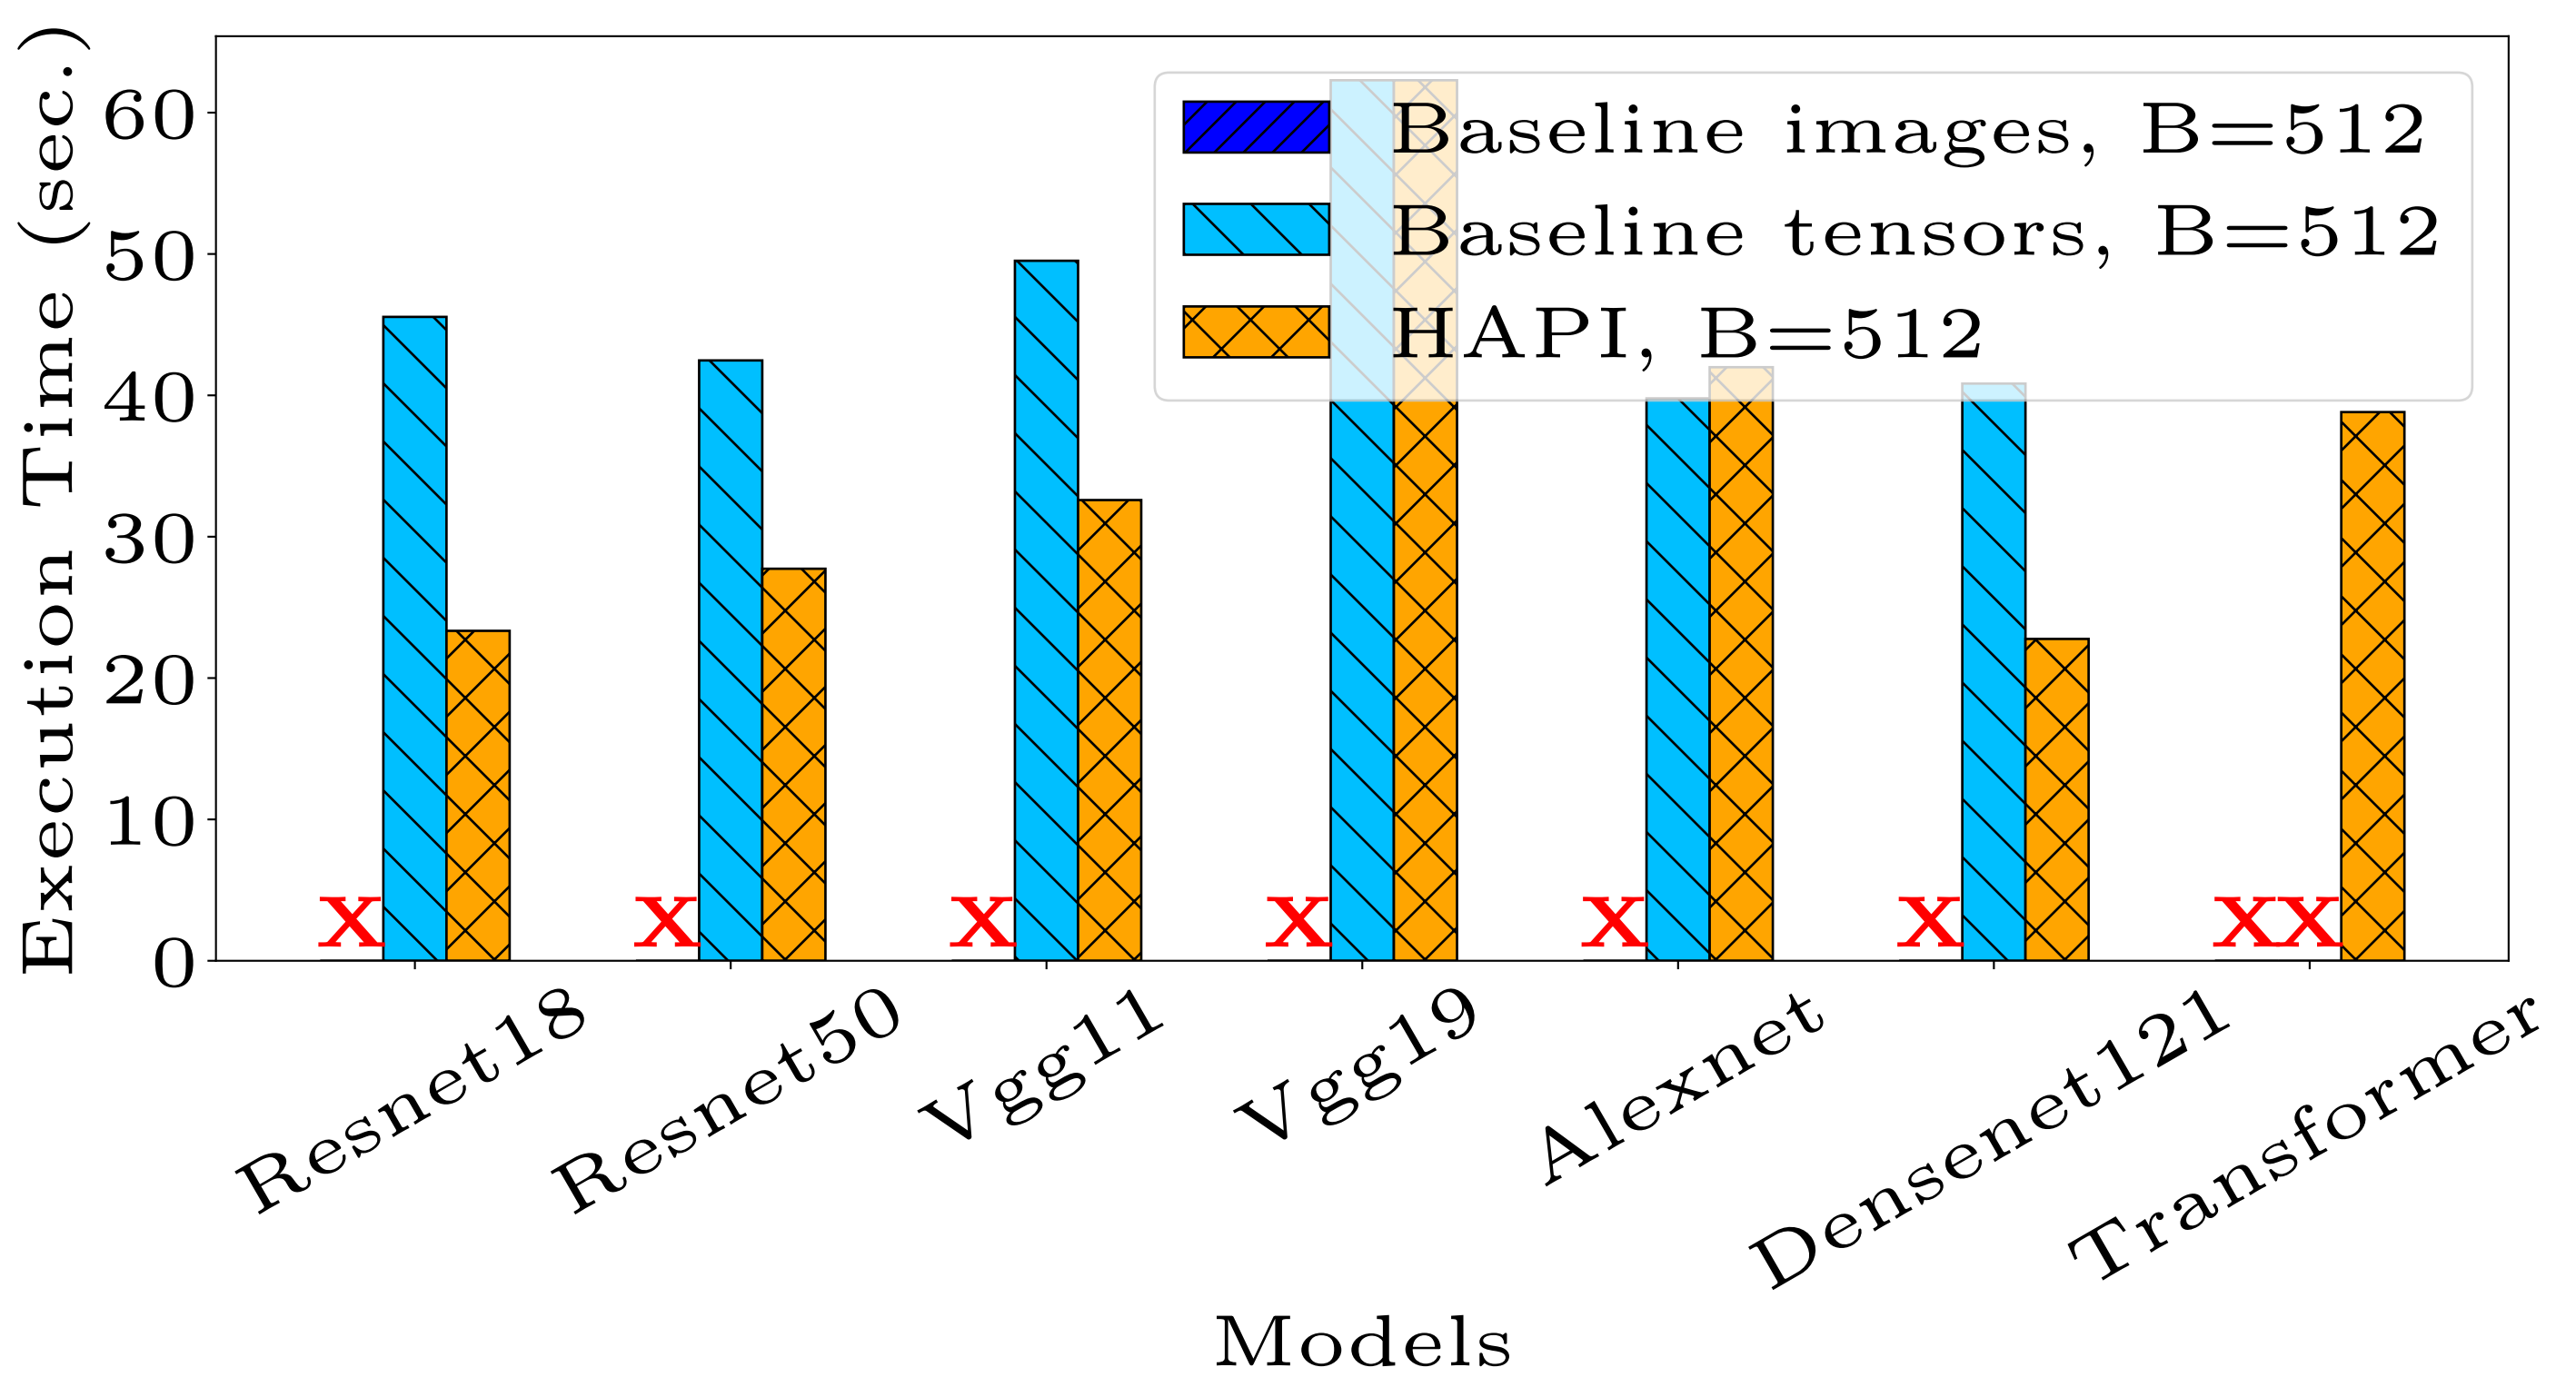 Execution Time (sec.)
60
50
40
30
20
10
0
Baseline images, B=512
Baseline tensors, B=512
HAPI, B=512
X X X X X X XX
Resnet18
Resnet50
Vgg11
Vgg19
Alexnet
Densenet121
Transformer
Models